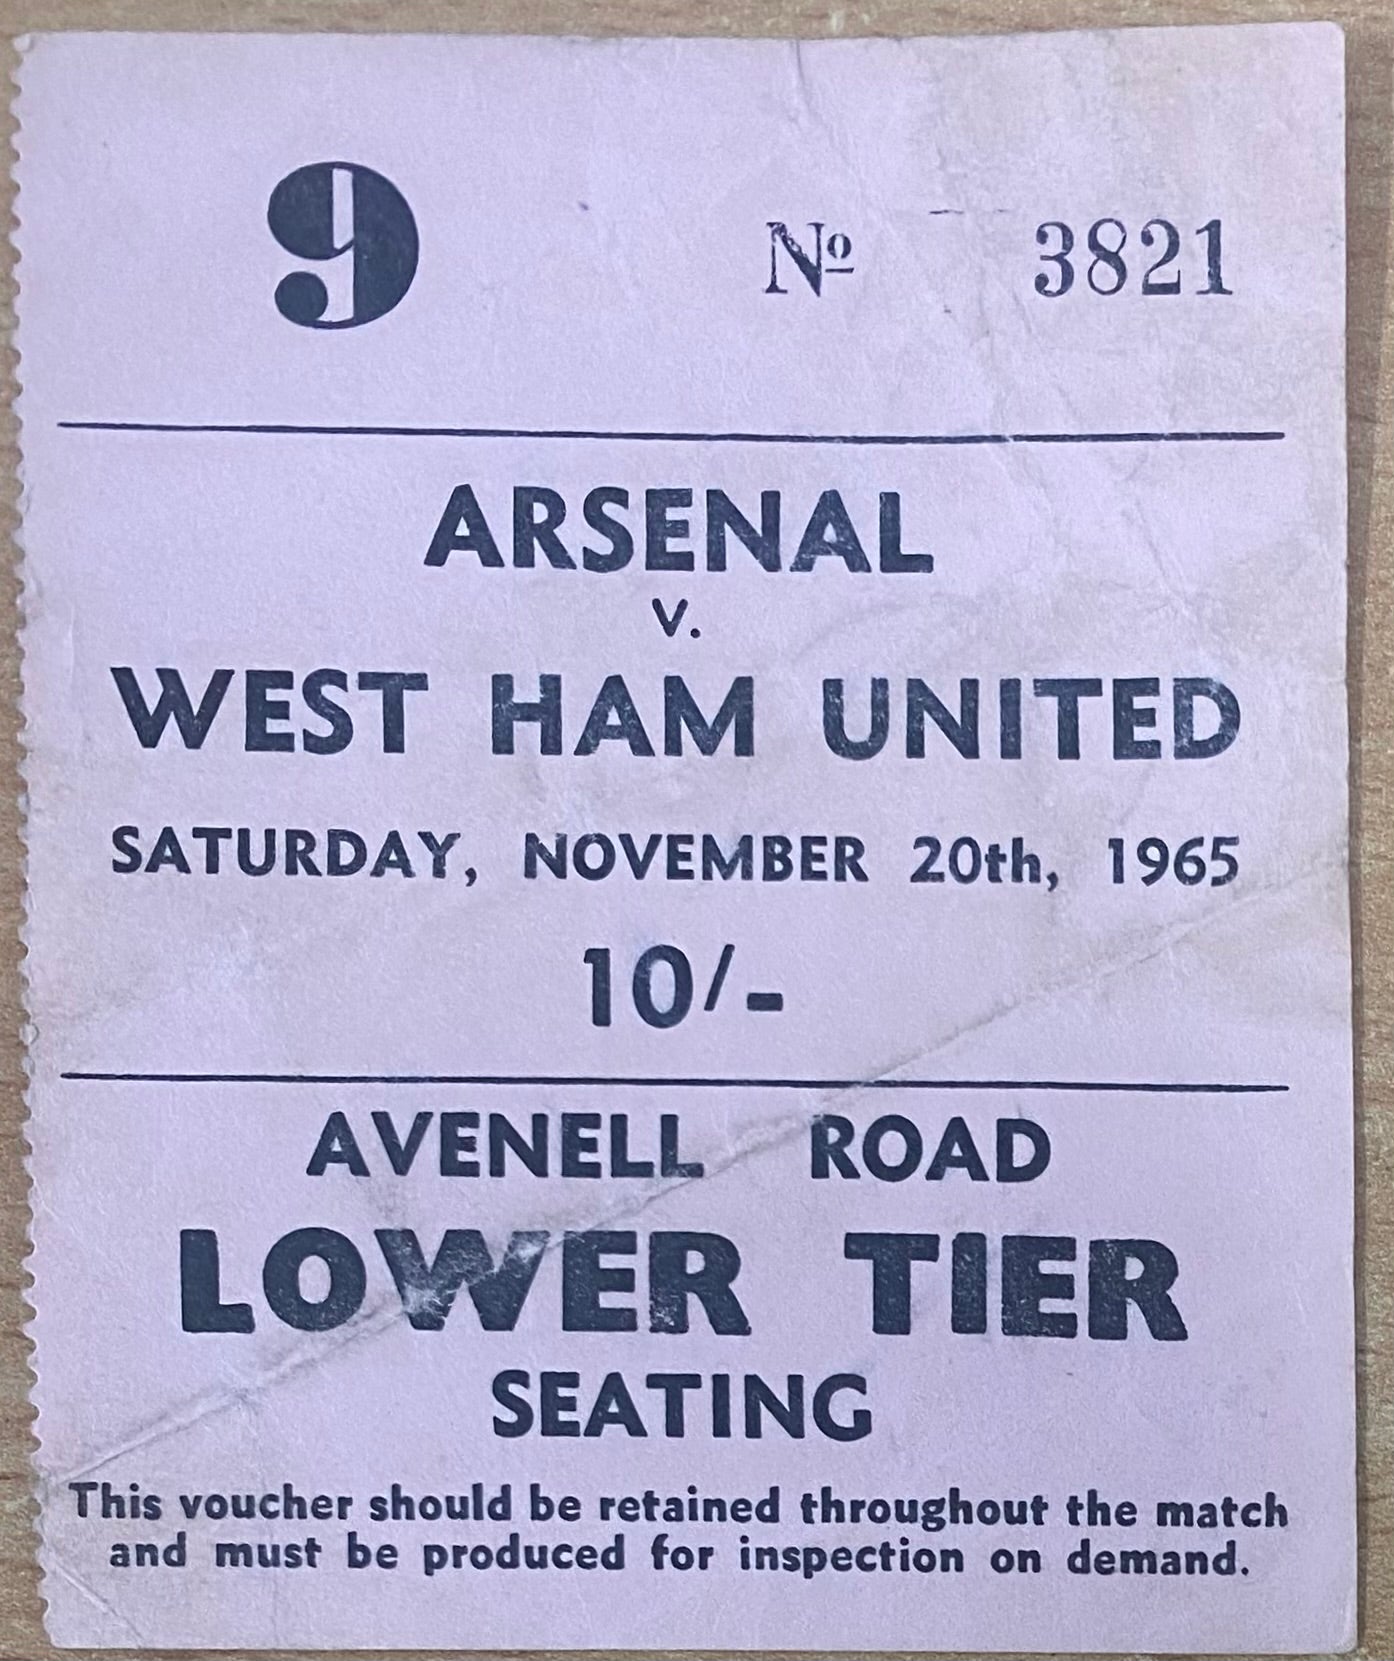 9 Nº 3821
ARSENAL
v.
WEST HAM UNITED
SATURDAY, NOVEMBER 20th, 1965
10/-
AVENELL ROAD
LOWER TIER
SEATING
This voucher should be retained throughout the match
and must be produced for inspection on demand.